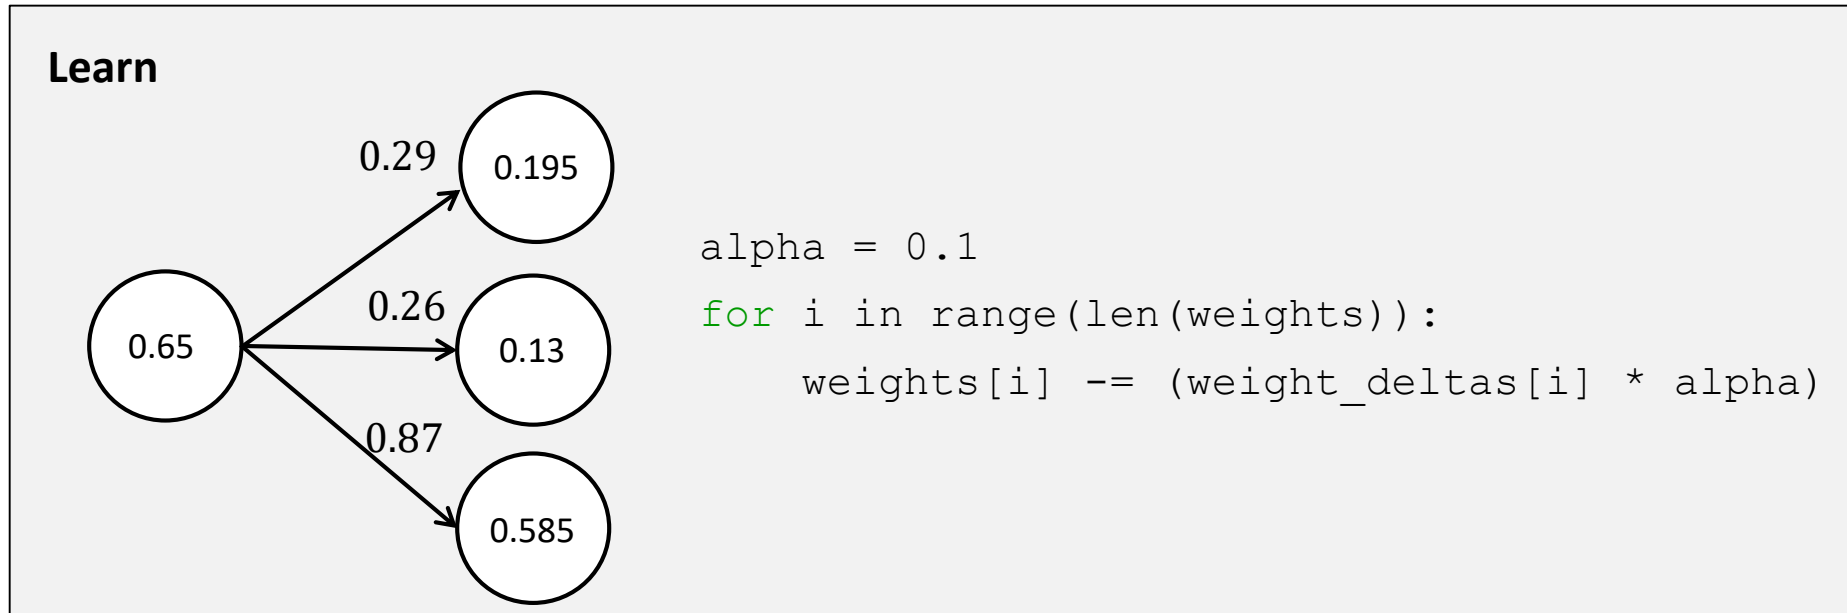 Learn
0.29
0.195
0.65
0.26
0.13
0.87
0.585
alpha = 0.1
for i in range(len(weights)):
    weights[i] -= (weight_deltas[i] * alpha)